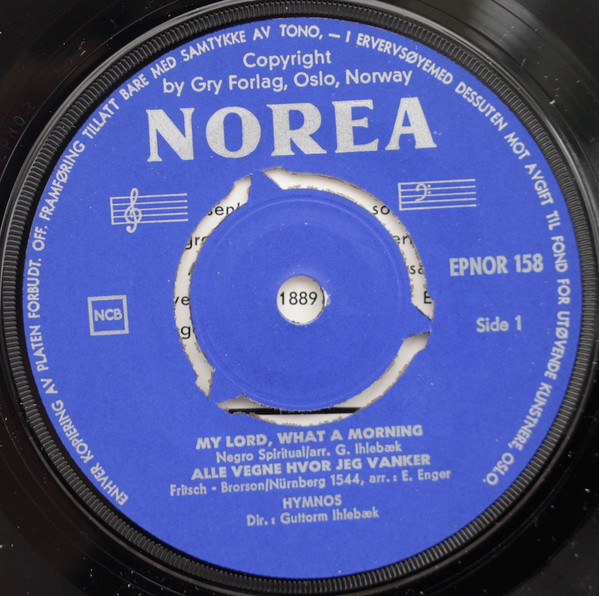 ENHVER KOPIERING AV PLATEN FORBUDT. OFF. FRAMFØRING TILLATT BARE MED SAMTYKKE AV TONO, — I ERVERVSØYEMED DESSUTEN MOT AVGIFT TIL FOND FOR UTØVENDE KUNSTNERE, OSLO.
Copyright
by Gry Forlag, Oslo, Norway
NOREA
EPNOR 158
1889
NCB
Side 1
MY LORD, WHAT A MORNING
Negro Spiritual/arr. G. Ihlebæk
ALLE VEGNE HVOR JEG VANKER
Fritsch - Brorson/Nürnberg 1544, arr.: E. Enger
HYMNOS
Dir.: Guttorm Ihlebæk